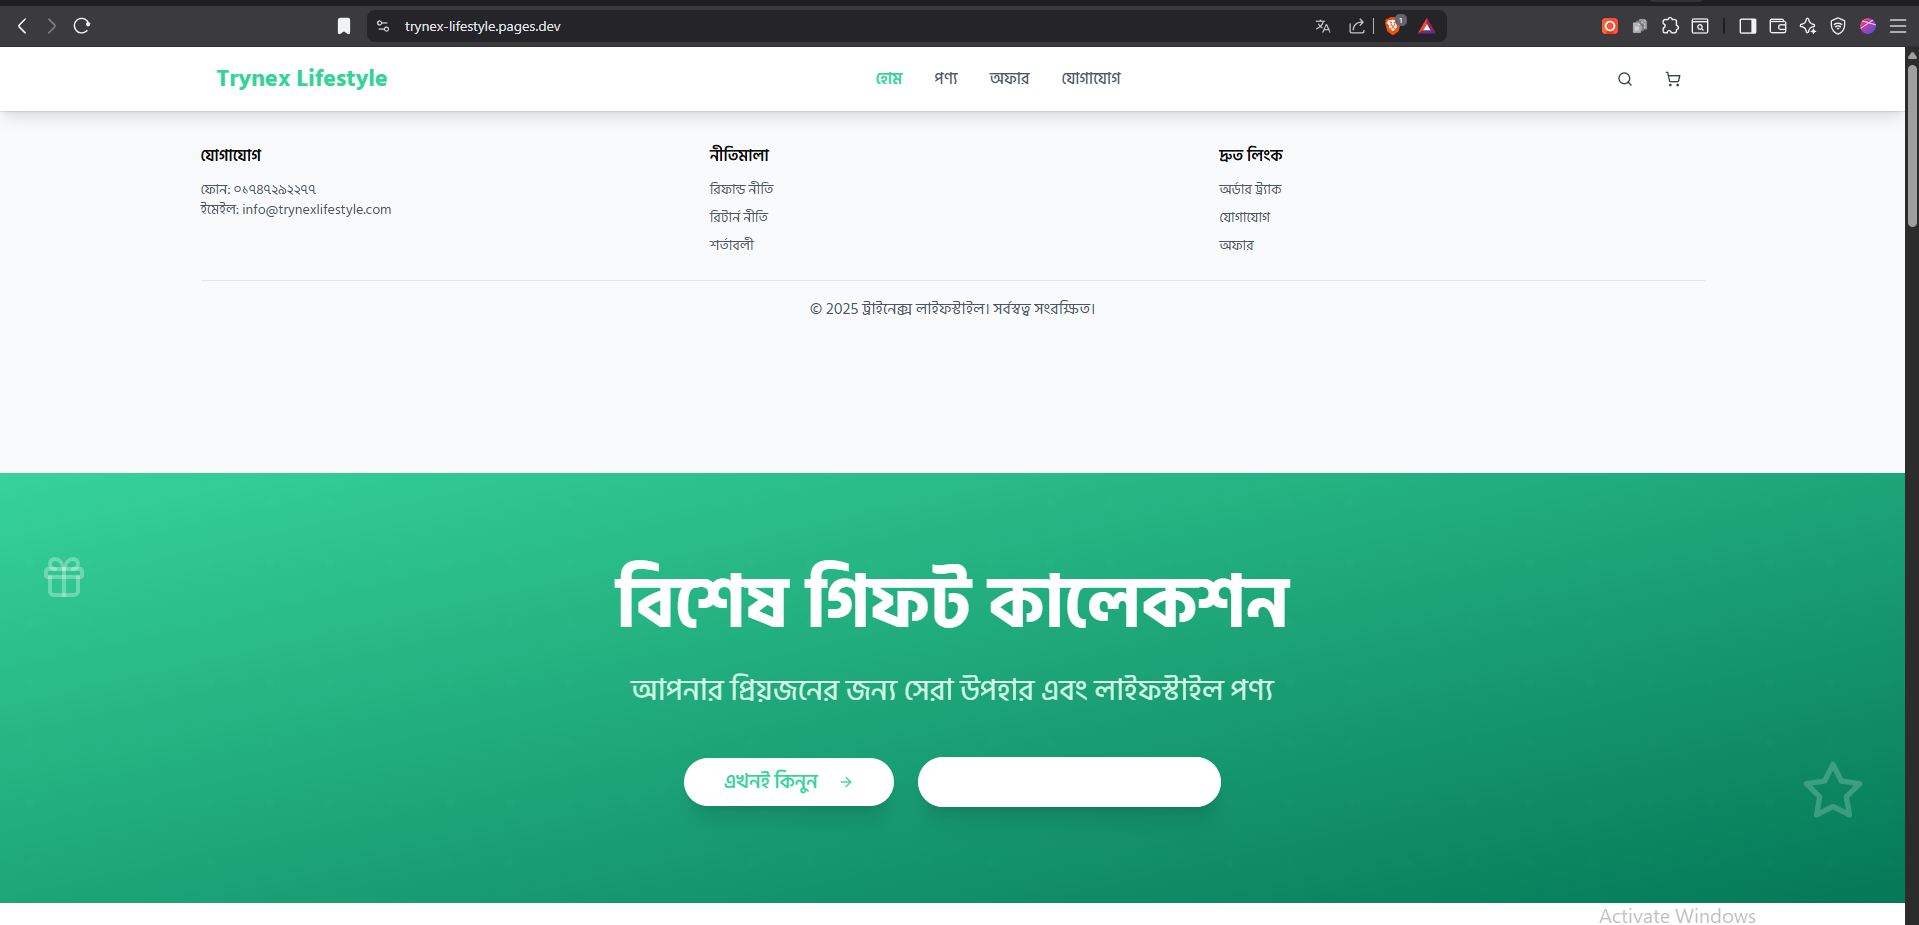 trynex-lifestyle.pages.dev
1
Trynex Lifestyle
হোম পণ্য অফার যোগাযোগ
যোগাযোগ
ফোন: ০১৭৪৭২৯২২৭৭
ইমেইল: info@trynexlifestyle.com
নীতিমালা
রিফান্ড নীতি
রিটার্ন নীতি
শর্তাবলী
দ্রুত লিংক
অর্ডার ট্র্যাক
যোগাযোগ
অফার
© 2025 ট্রাইনেক্স লাইফস্টাইল। সর্বস্বত্ব সংরক্ষিত।
বিশেষ গিফট কালেকশন
আপনার প্রিয়জনের জন্য সেরা উপহার এবং লাইফস্টাইল পণ্য
এখনই কিনুন
Activate Windows